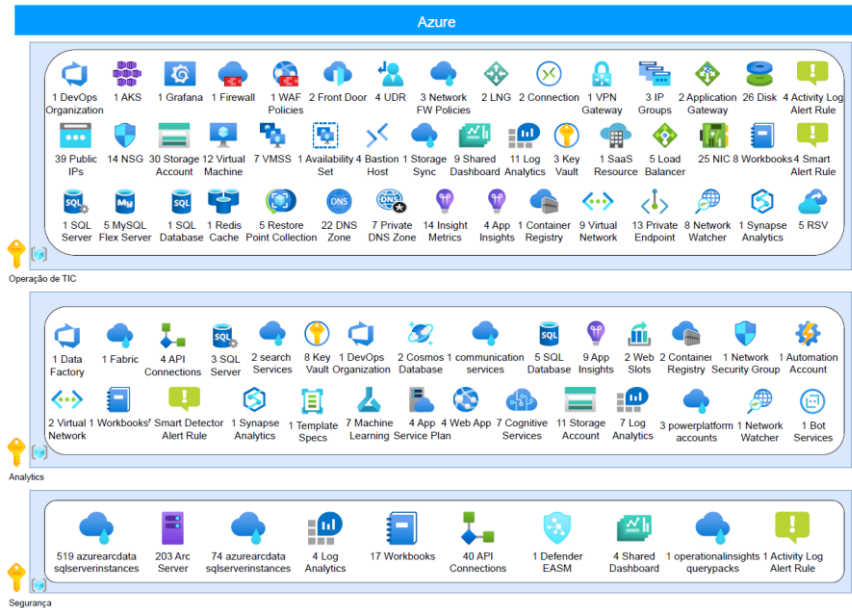 Azure
1 DevOps Organization
1 AKS
1 Grafana
1 Firewall
1 WAF Policies
2 Front Door
4 UDR
3 Network FW Policies
2 LNG
2 Connection
1 VPN Gateway
3 IP Groups
2 Application Gateway
26 Disk
4 Activity Log Alert Rule
39 Public IPs
14 NSG
30 Storage Account
12 Virtual Machine
7 VMSS
1 Availability Set
4 Bastion Host
1 Storage Sync
9 Shared Dashboard
11 Log Analytics
3 Key Vault
1 SaaS Resource
5 Load Balancer
25 NIC
8 Workbooks
4 Smart Alert Rule
SQL
My
SQL
DNS
DNS
1 SQL Server
5 MySQL Flex Server
1 SQL Database
1 Redis Cache
5 Restore Point Collection
22 DNS Zone
7 Private DNS Zone
14 Insight Metrics
4 App Insights
1 Container Registry
9 Virtual Network
13 Private Endpoint
8 Network Watcher
1 Synapse Analytics
5 RSV
Operação de TIC
SQL
SQL
1 Data Factory
1 Fabric
4 API Connections
3 SQL Server
2 search Services
8 Key Vault
1 DevOps Organization
2 Cosmos Database
1 communication services
5 SQL Database
9 App Insights
2 Web Slots
2 Container Registry
1 Network Security Group
1 Automation Account
2 Virtual Network
1 Workbooks
7 Smart Detector Alert Rule
1 Synapse Analytics
1 Template Specs
7 Machine Learning
4 App Service Plan
4 Web App
7 Cognitive Services
11 Storage Account
7 Log Analytics
3 powerplatform accounts
1 Network Watcher
1 Bot Services
Analytics
519 azurearcdata sqlserverinstances
203 Arc Server
74 azurearcdata sqlserverinstances
4 Log Analytics
17 Workbooks
40 API Connections
1 Defender EASM
4 Shared Dashboard
1 operationalinsights querypacks
1 Activity Log Alert Rule
Segurança